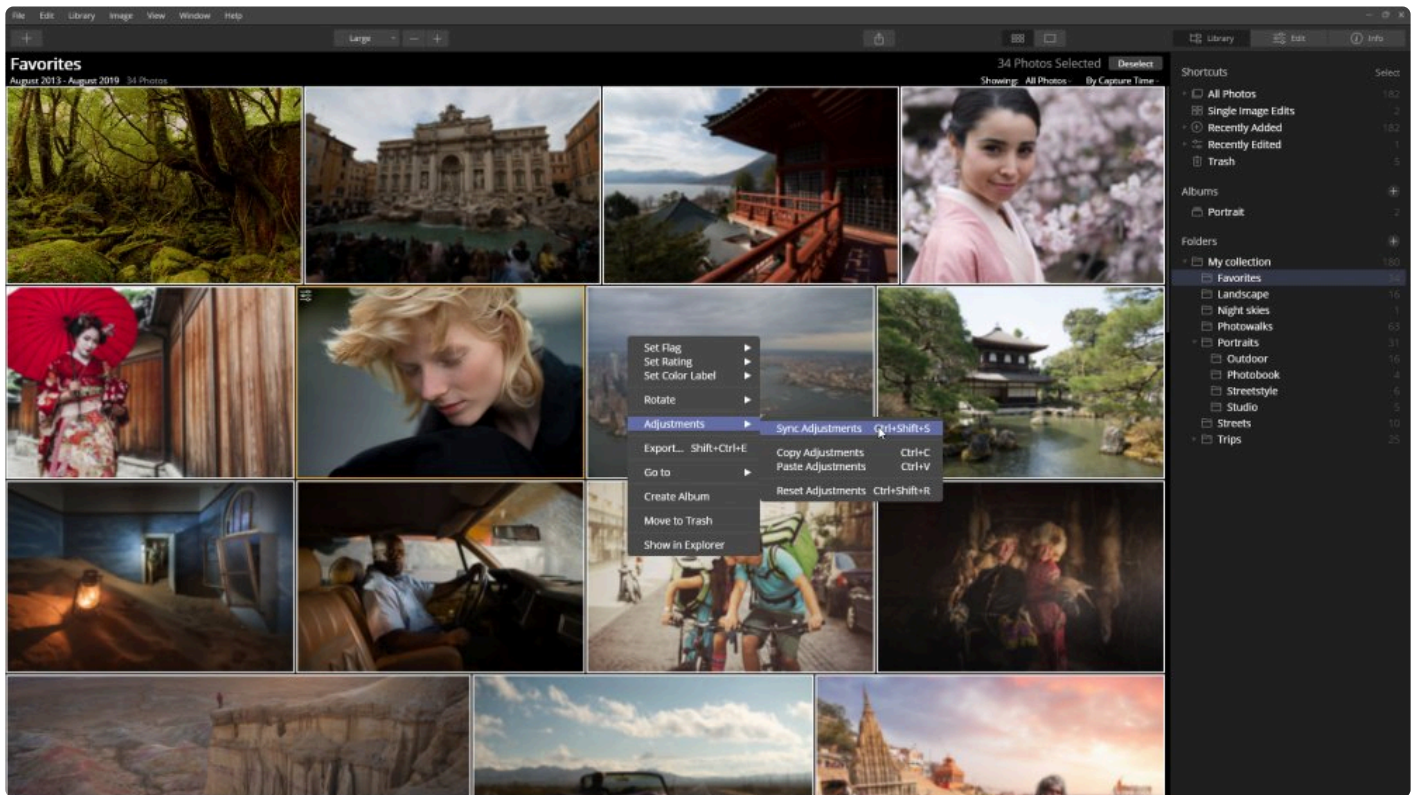 File Edit Library Image View Window Help
Large
Library Edit Info
Favorites
34 Photos Selected Deselect
August 2013 - August 2019 34 Photos
Showing: All Photos By Capture Time
Shortcuts Select
All Photos 182
Single Image Edits 2
Recently Added 182
Recently Edited 1
Trash 5
Albums
Portrait 2
Folders
My collection 180
Favorites 34
Landscape 16
Night skies 1
Photowalks 63
Portraits 31
Outdoor 16
Photobook 4
Streetstyle 6
Studio 5
Streets 10
Trips 25
Set Flag
Set Rating
Set Color Label
Rotate
Adjustments
Export... Shift+Ctrl+E
Go to
Create Album
Move to Trash
Show in Explorer
Sync Adjustments Ctrl+Shift+S
Copy Adjustments Ctrl+C
Paste Adjustments Ctrl+V
Reset Adjustments Ctrl+Shift+R